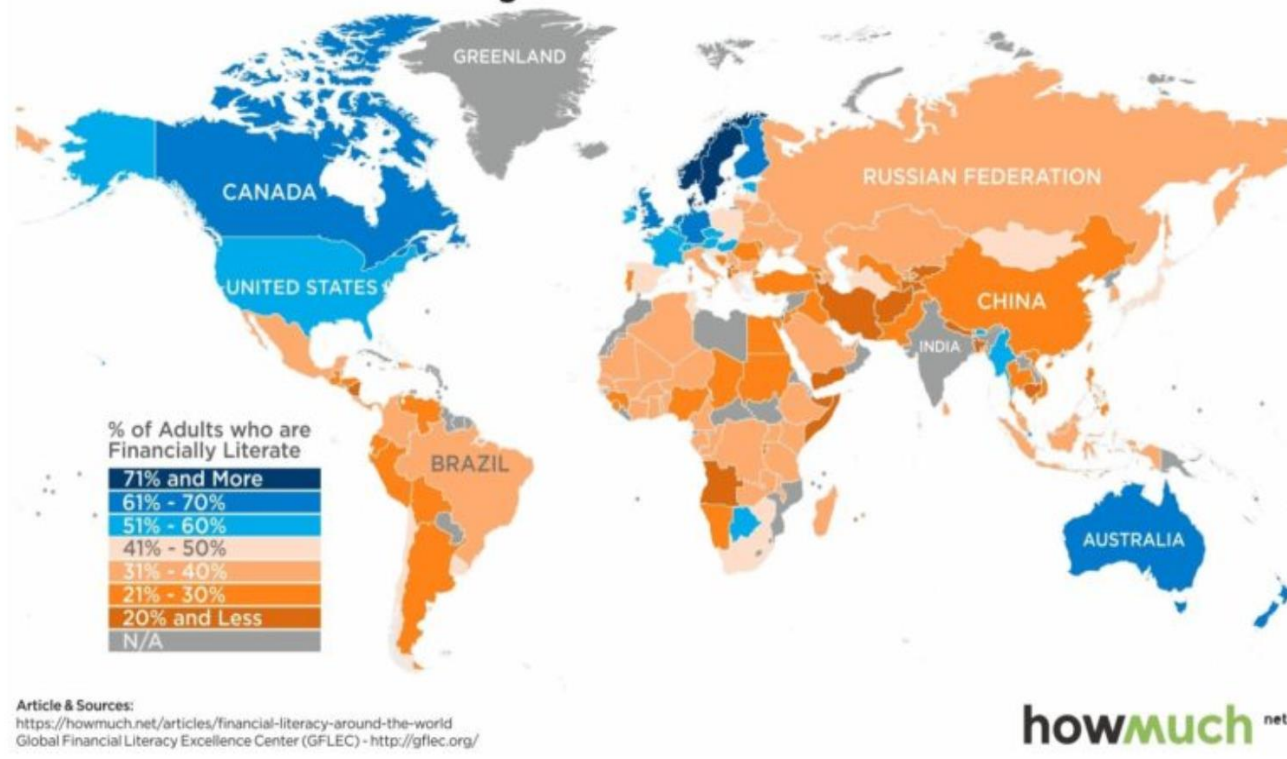 GREENLAND
CANADA
RUSSIAN FEDERATION
UNITED STATES
CHINA
INDIA
BRAZIL
AUSTRALIA
% of Adults who are
Financially Literate
71% and More
61% - 70%
51% - 60%
41% - 50%
31% - 40%
21% - 30%
20% and Less
N/A
Article & Sources:
https://howmuch.net/articles/financial-literacy-around-the-world
Global Financial Literacy Excellence Center (GFLEC) - http://gflec.org/
howmuch net